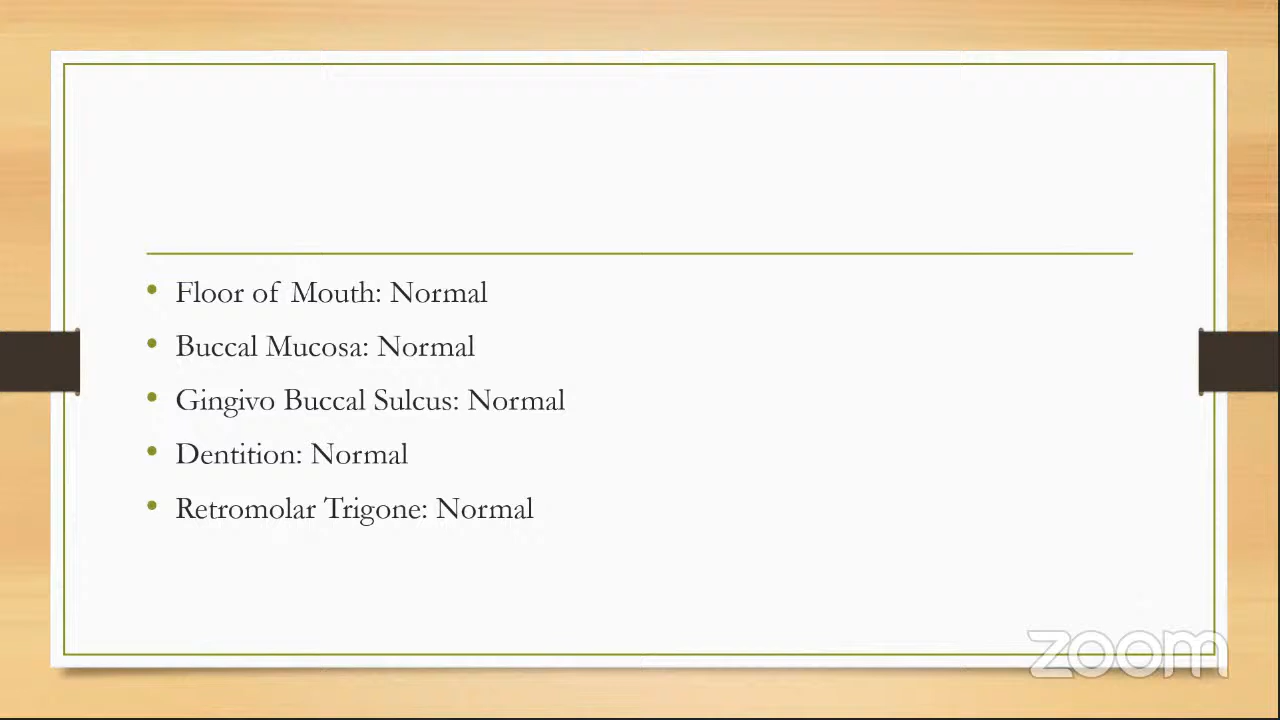 Floor of Mouth: Normal
Buccal Mucosa: Normal
Gingivo Buccal Sulcus: Normal
Dentition: Normal
Retromolar Trigone: Normal
zoom